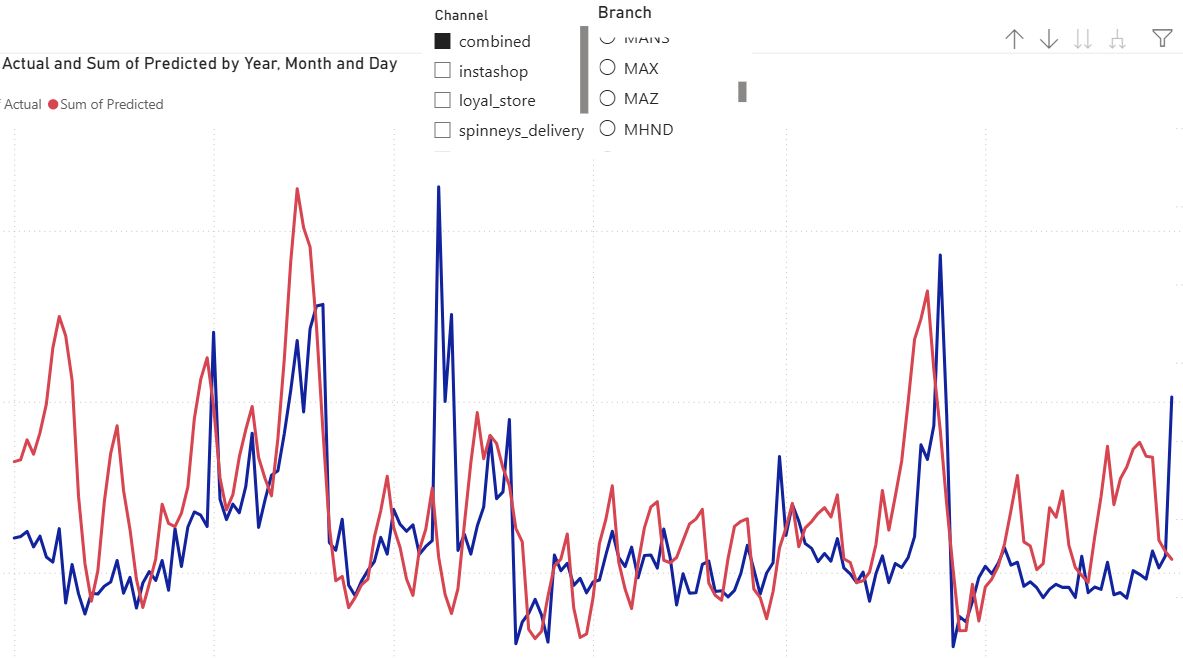 Channel
Branch
combined
instashop
loyal_store
spinneys_delivery
MANS
MAX
MAZ
MHND
Actual and Sum of Predicted by Year, Month and Day
Actual
Sum of Predicted